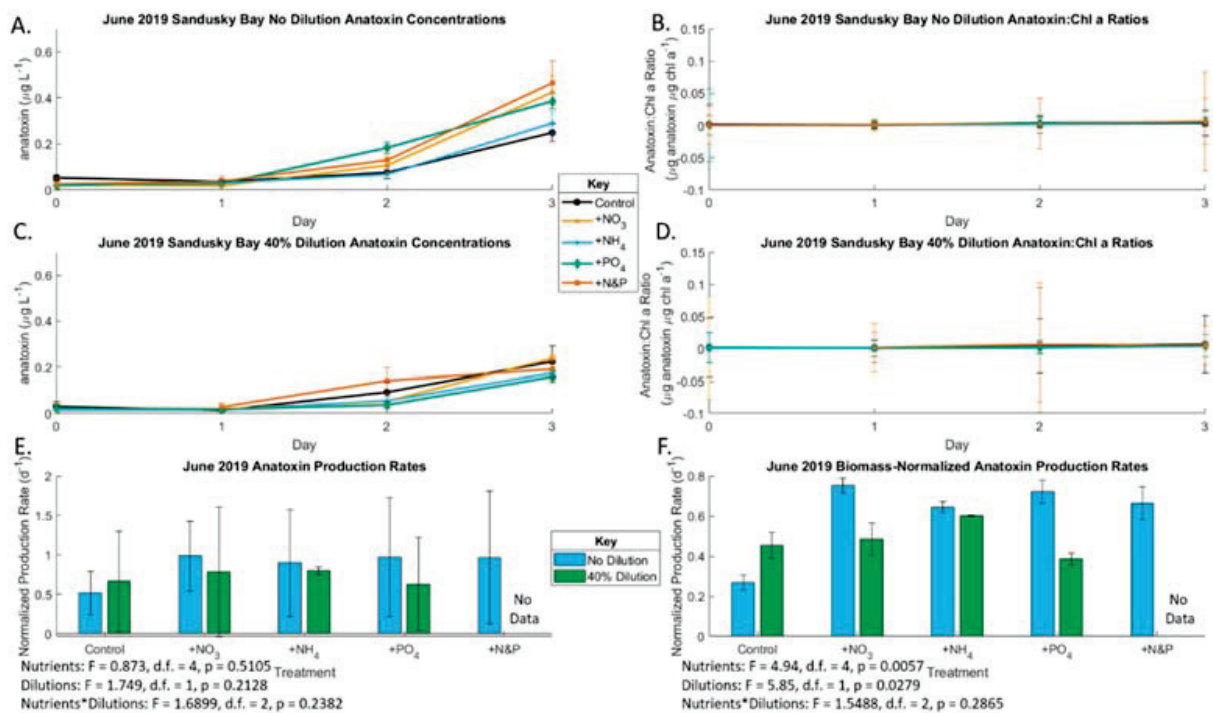 A.
June 2019 Sandusky Bay No Dilution Anatoxin Concentrations
anatoxin (μg L⁻¹)
0.6
0.4
0.2
0
0 1 2 3
Day
B.
June 2019 Sandusky Bay No Dilution Anatoxin:Chl a Ratios
Anatoxin:Chl a Ratio
(μg anatoxin μg chl a⁻¹)
0.15
0.1
0.05
0
-0.05
-0.1
0 1 2 3
Day
Key
Control
+NO₃
+NH₄
+PO₄
+N&P
C.
June 2019 Sandusky Bay 40% Dilution Anatoxin Concentrations
anatoxin (μg L⁻¹)
0.6
0.4
0.2
0
0 1 2 3
Day
D.
June 2019 Sandusky Bay 40% Dilution Anatoxin:Chl a Ratios
Anatoxin:Chl a Ratio
(μg anatoxin μg chl a⁻¹)
0.15
0.1
0.05
0
-0.05
-0.1
0 1 2 3
Day
E.
June 2019 Anatoxin Production Rates
Normalized Production Rate (d⁻¹)
2
1.5
1
0.5
0
No
Data
Control +NO₃ +NH₄ +PO₄ +N&P
Treatment
Nutrients: F = 0.873, d.f. = 4, p = 0.5105
Dilutions: F = 1.749, d.f. = 1, p = 0.2128
Nutrients*Dilutions: F = 1.6899, d.f. = 2, p = 0.2382
Key
No Dilution
40% Dilution
F.
June 2019 Biomass-Normalized Anatoxin Production Rates
Normalized Production Rate (d⁻¹)
0.8
0.6
0.4
0.2
0
No
Data
Control +NO₃ +NH₄ +PO₄ +N&P
Treatment
Nutrients: F = 4.94, d.f. = 4, p = 0.0057
Dilutions: F = 5.85, d.f. = 1, p = 0.0279
Nutrients*Dilutions: F = 1.5488, d.f. = 2, p = 0.2865